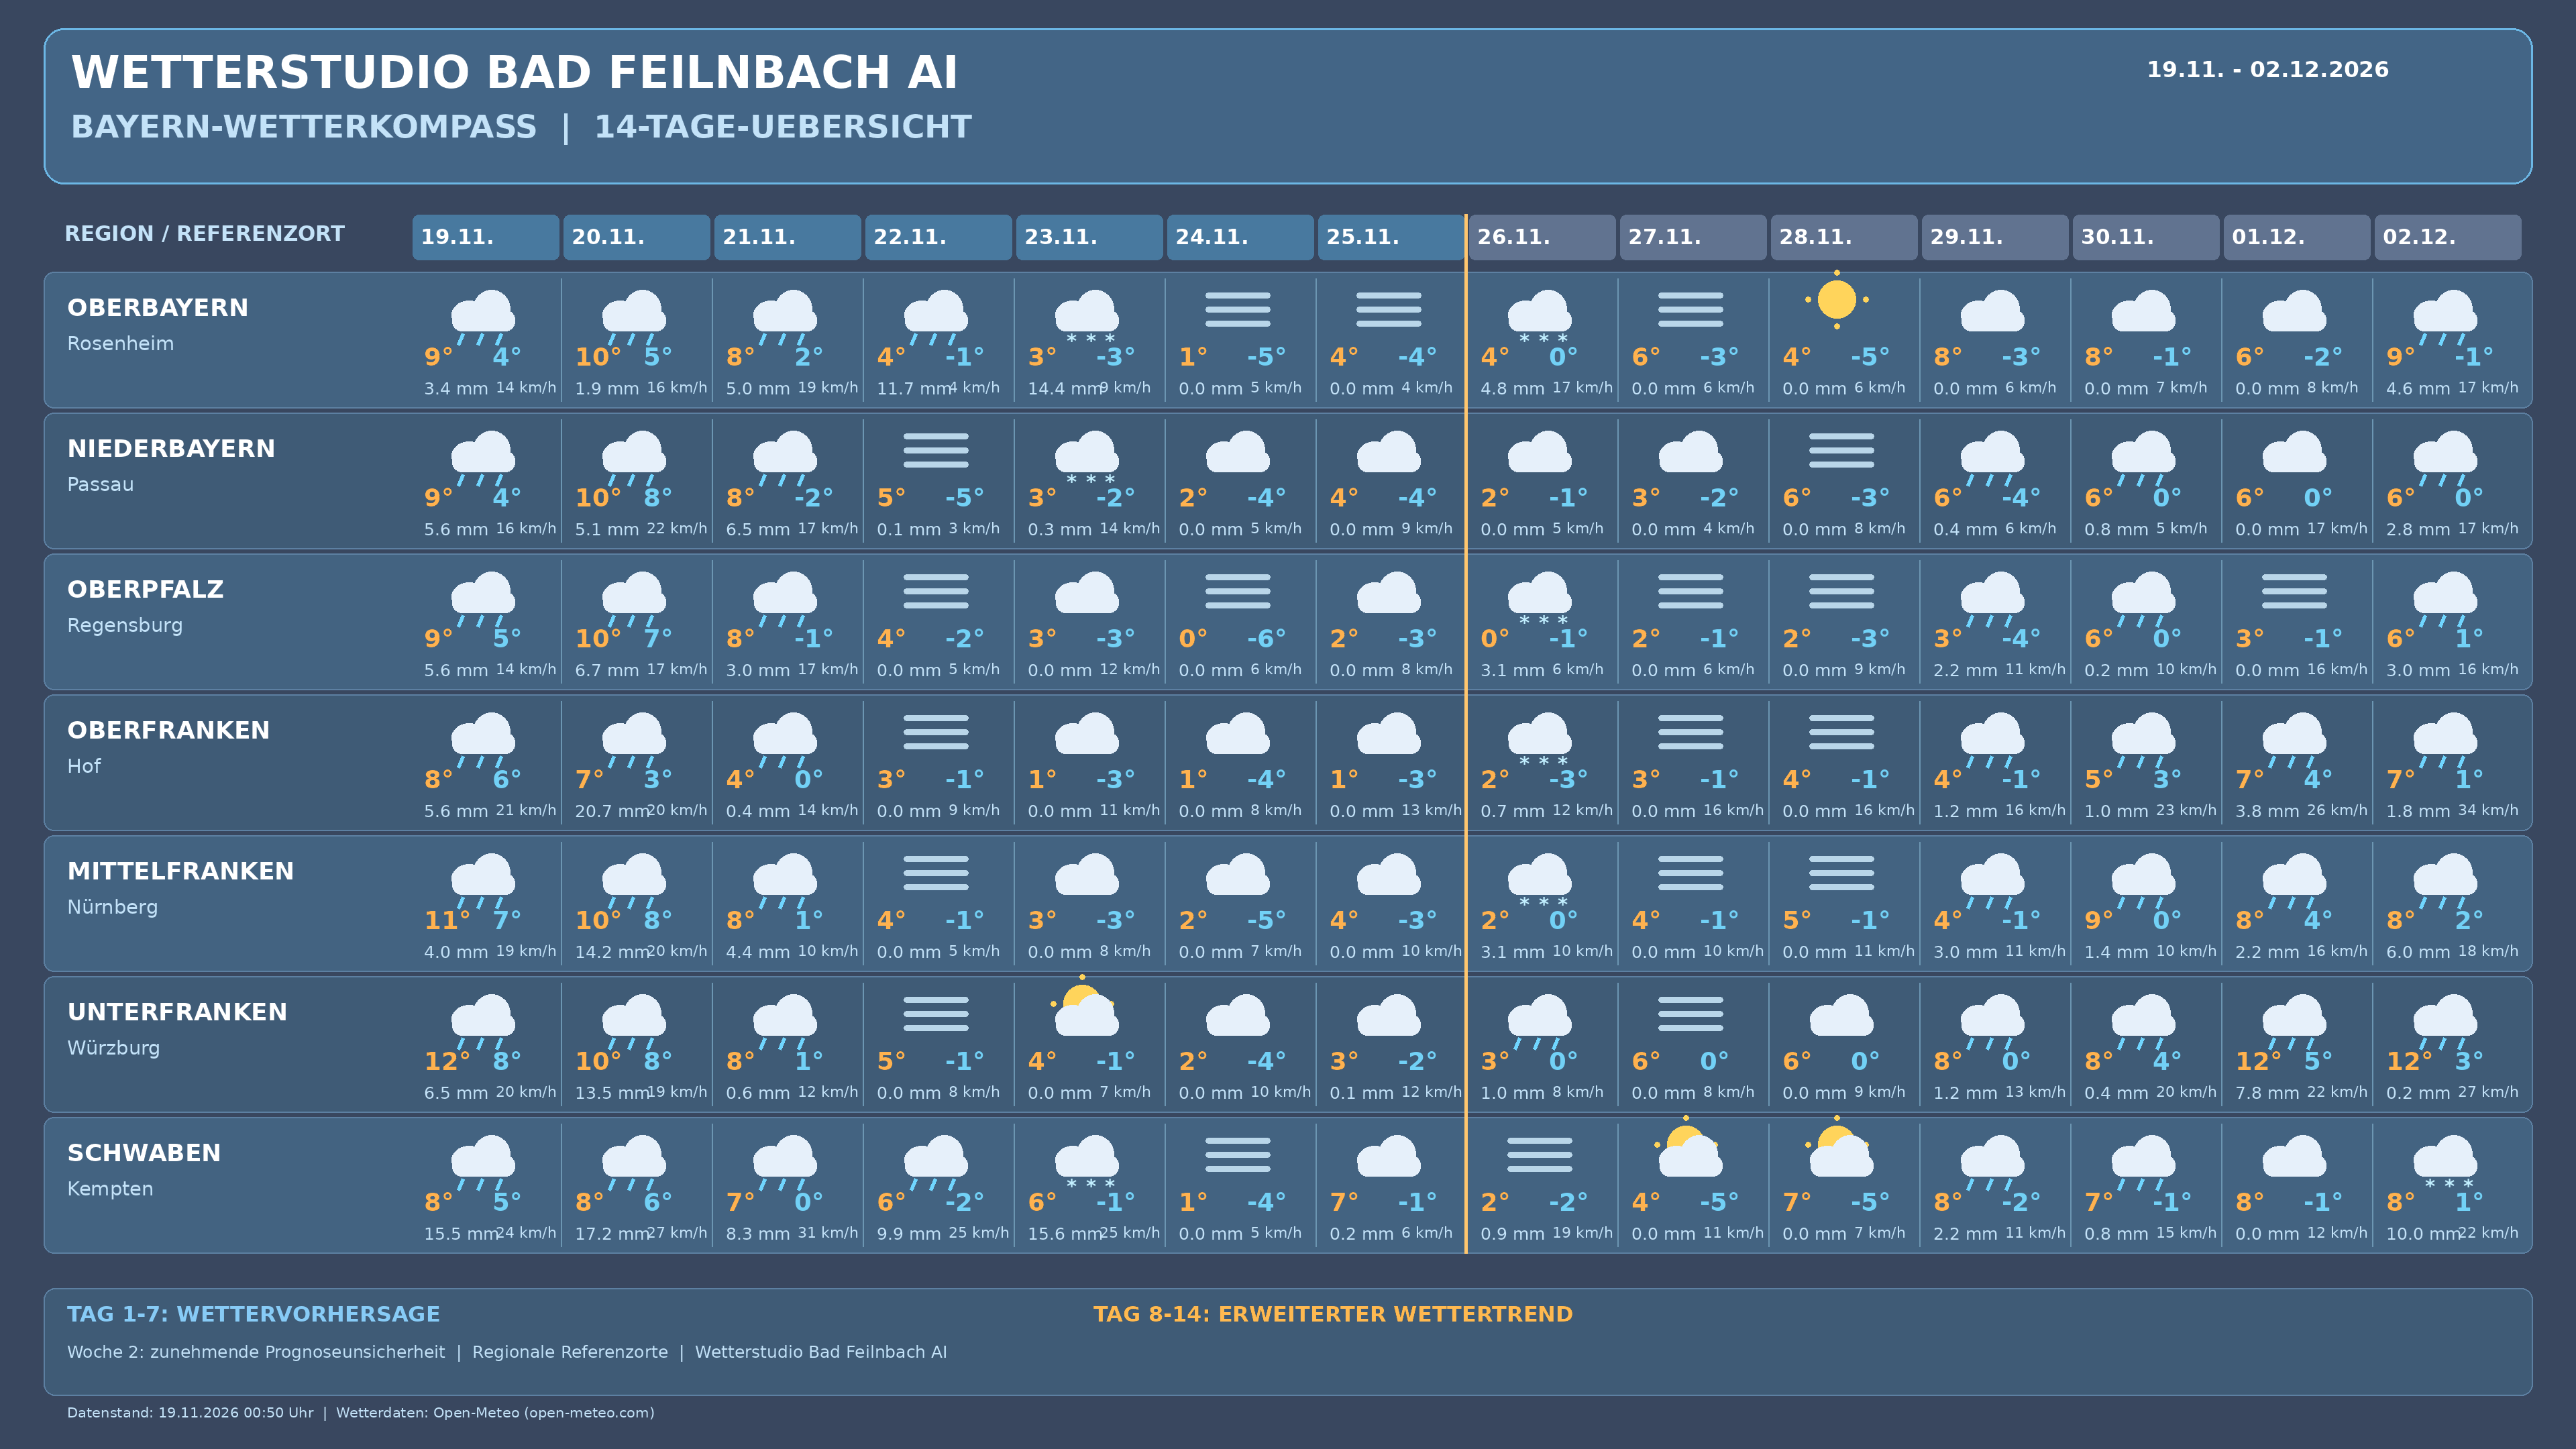 WETTERSTUDIO BAD FEILNBACH AI
19.11. - 02.12.2026
BAYERN-WETTERKOMPASS | 14-TAGE-UEBERSICHT
REGION / REFERENZORT 19.11. 20.11. 21.11. 22.11. 23.11. 24.11. 25.11. 26.11. 27.11. 28.11. 29.11. 30.11. 01.12. 02.12.
OBERBAYERN
Rosenheim
9° 4° 10° 5° 8° 2° 4° -1° 3° -3° 1° -5° 4° -4° 4° 0° 6° -3° 4° -5° 8° -3° 8° -1° 6° -2° 9° -1°
3.4 mm 14 km/h 1.9 mm 16 km/h 5.0 mm 19 km/h 11.7 mm 4 km/h 14.4 mm 9 km/h 0.0 mm 5 km/h 0.0 mm 4 km/h 4.8 mm 17 km/h 0.0 mm 6 km/h 0.0 mm 6 km/h 0.0 mm 6 km/h 0.0 mm 7 km/h 0.0 mm 8 km/h 4.6 mm 17 km/h
NIEDERBAYERN
Passau
9° 4° 10° 8° 8° -2° 5° -5° 3° -2° 2° -4° 4° -4° 2° -1° 3° -2° 6° -3° 6° -4° 6° 0° 6° 0° 6° 0°
5.6 mm 16 km/h 5.1 mm 22 km/h 6.5 mm 17 km/h 0.1 mm 3 km/h 0.3 mm 14 km/h 0.0 mm 5 km/h 0.0 mm 9 km/h 0.0 mm 5 km/h 0.0 mm 4 km/h 0.0 mm 8 km/h 0.4 mm 6 km/h 0.8 mm 5 km/h 0.0 mm 17 km/h 2.8 mm 17 km/h
OBERPFALZ
Regensburg
9° 5° 10° 7° 8° -1° 4° -2° 3° -3° 0° -6° 2° -3° 0° -1° 2° -1° 2° -3° 3° -4° 6° 0° 3° -1° 6° 1°
5.6 mm 14 km/h 6.7 mm 17 km/h 3.0 mm 17 km/h 0.0 mm 5 km/h 0.0 mm 12 km/h 0.0 mm 6 km/h 0.0 mm 8 km/h 3.1 mm 6 km/h 0.0 mm 6 km/h 0.0 mm 9 km/h 2.2 mm 11 km/h 0.2 mm 10 km/h 0.0 mm 16 km/h 3.0 mm 16 km/h
OBERFRANKEN
Hof
8° 6° 7° 3° 4° 0° 3° -1° 1° -3° 1° -4° 1° -3° 2° -3° 3° -1° 4° -1° 4° -1° 5° 3° 7° 4° 7° 1°
5.6 mm 21 km/h 20.7 mm 20 km/h 0.4 mm 14 km/h 0.0 mm 9 km/h 0.0 mm 11 km/h 0.0 mm 8 km/h 0.0 mm 13 km/h 0.7 mm 12 km/h 0.0 mm 16 km/h 0.0 mm 16 km/h 1.2 mm 16 km/h 1.0 mm 23 km/h 3.8 mm 26 km/h 1.8 mm 34 km/h
MITTELFRANKEN
Nürnberg
11° 7° 10° 8° 8° 1° 4° -1° 3° -3° 2° -5° 4° -3° 2° 0° 4° -1° 5° -1° 4° -1° 9° 0° 8° 4° 8° 2°
4.0 mm 19 km/h 14.2 mm 20 km/h 4.4 mm 10 km/h 0.0 mm 5 km/h 0.0 mm 8 km/h 0.0 mm 7 km/h 0.0 mm 10 km/h 3.1 mm 10 km/h 0.0 mm 10 km/h 0.0 mm 11 km/h 3.0 mm 11 km/h 1.4 mm 10 km/h 2.2 mm 16 km/h 6.0 mm 18 km/h
UNTERFRANKEN
Würzburg
12° 8° 10° 8° 8° 1° 5° -1° 4° -1° 2° -4° 3° -2° 3° 0° 6° 0° 6° 0° 8° 0° 8° 4° 12° 5° 12° 3°
6.5 mm 20 km/h 13.5 mm 19 km/h 0.6 mm 12 km/h 0.0 mm 8 km/h 0.0 mm 7 km/h 0.0 mm 10 km/h 0.1 mm 12 km/h 1.0 mm 8 km/h 0.0 mm 8 km/h 0.0 mm 9 km/h 1.2 mm 13 km/h 0.4 mm 20 km/h 7.8 mm 22 km/h 0.2 mm 27 km/h
SCHWABEN
Kempten
8° 5° 8° 6° 7° 0° 6° -2° 6° -1° 1° -4° 7° -1° 2° -2° 4° -5° 7° -5° 8° -2° 7° -1° 8° -1° 8° 1°
15.5 mm 24 km/h 17.2 mm 27 km/h 8.3 mm 31 km/h 9.9 mm 25 km/h 15.6 mm 25 km/h 0.0 mm 5 km/h 0.2 mm 6 km/h 0.9 mm 19 km/h 0.0 mm 11 km/h 0.0 mm 7 km/h 2.2 mm 11 km/h 0.8 mm 15 km/h 0.0 mm 12 km/h 10.0 mm 22 km/h
TAG 1-7: WETTERVORHERSAGE TAG 8-14: ERWEITERTER WETTERTREND
Woche 2: zunehmende Prognoseunsicherheit | Regionale Referenzorte | Wetterstudio Bad Feilnbach AI
Datenstand: 19.11.2026 00:50 Uhr | Wetterdaten: Open-Meteo (open-meteo.com)